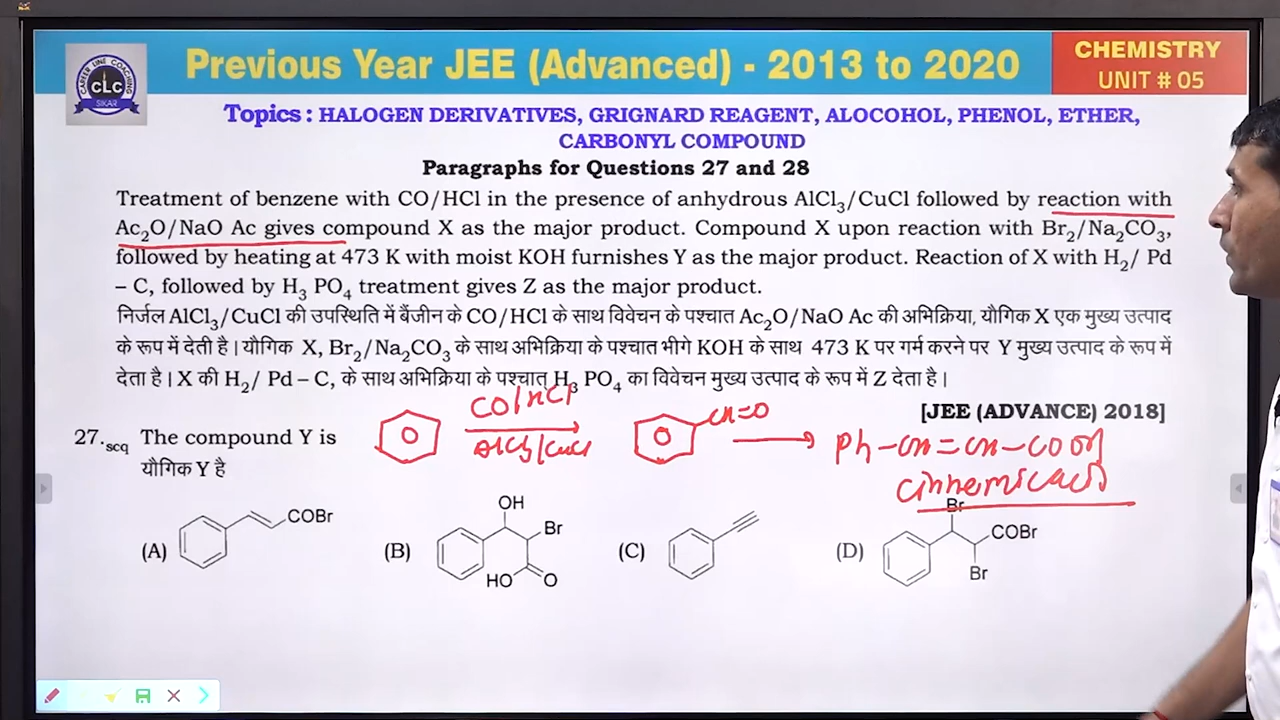 Previous Year JEE (Advanced) - 2013 to 2020
CHEMISTRY
UNIT # 05
CAREER LINE COACHING
CLC
SIKAR
Topics : HALOGEN DERIVATIVES, GRIGNARD REAGENT, ALOCOHOL, PHENOL, ETHER,
CARBONYL COMPOUND
Paragraphs for Questions 27 and 28
Treatment of benzene with CO/HCl in the presence of anhydrous AlCl₃/CuCl followed by reaction with
Ac₂O/NaO Ac gives compound X as the major product. Compound X upon reaction with Br₂/Na₂CO₃,
followed by heating at 473 K with moist KOH furnishes Y as the major product. Reaction of X with H₂/ Pd
– C, followed by H₃ PO₄ treatment gives Z as the major product.
निर्जल AlCl₃/CuCl की उपस्थिति में बैंजीन के CO/HCl के साथ विवेचन के पश्चात Ac₂O/NaO Ac की अभिक्रिया, यौगिक X एक मुख्य उत्पाद
के रूप में देती है। यौगिक X, Br₂/Na₂CO₃ के साथ अभिक्रिया के पश्चात भीगे KOH के साथ 473 K पर गर्म करने पर Y मुख्य उत्पाद के रूप में
देता है। X की H₂/ Pd – C, के साथ अभिक्रिया के पश्चात् H₃ PO₄ का विवेचन मुख्य उत्पाद के रूप में Z देता है।
[JEE (ADVANCE) 2018]
27.scq The compound Y is
यौगिक Y है
CO/HCl
AlCl₃/CuCl
CH=O
Ph-CH=CH-COOH
cinnemic acid
(A) COBr
(B) OH Br HO O
(C)
(D) Br COBr Br